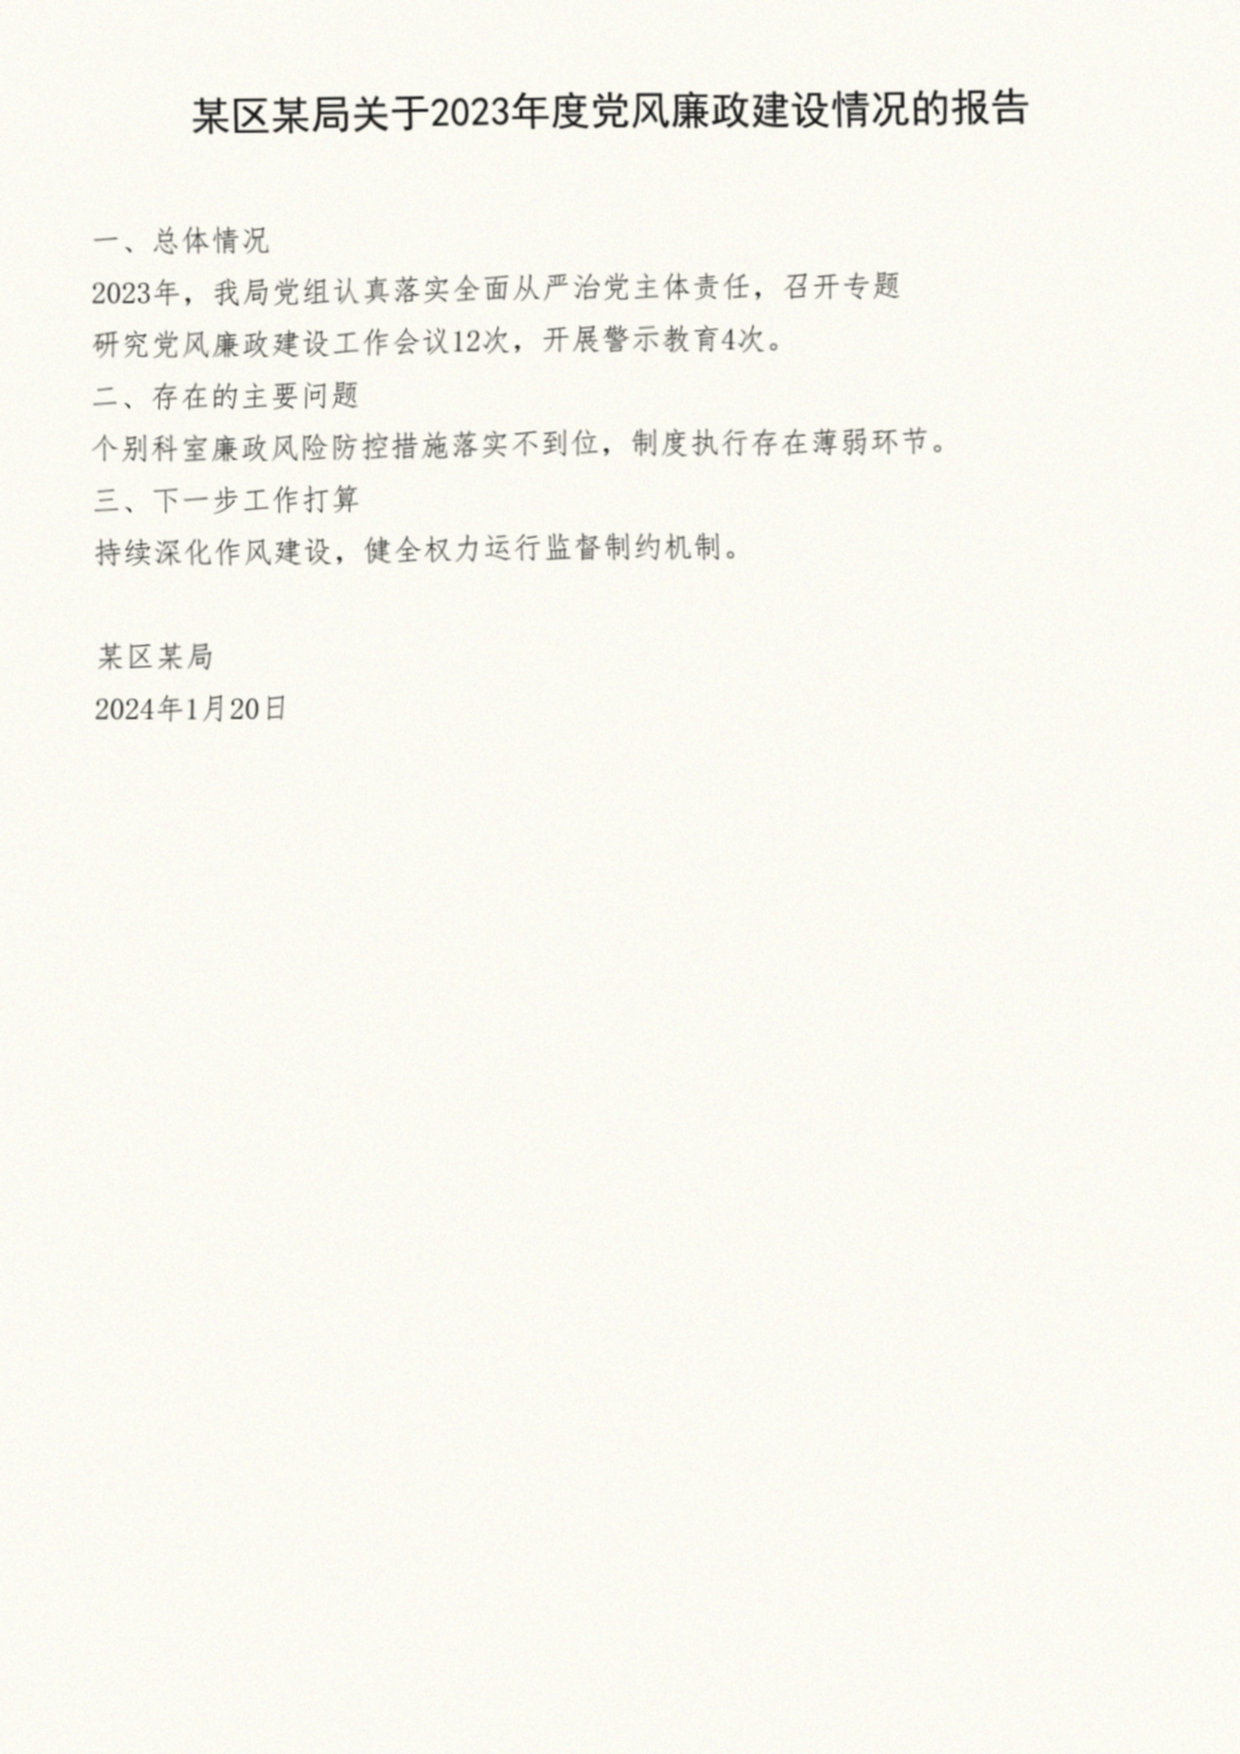 某区某局关于2023年度党风廉政建设情况的报告
一、总体情况
2023年，我局党组认真落实全面从严治党主体责任，召开专题
研究党风廉政建设工作会议12次，开展警示教育4次。
二、存在的主要问题
个别科室廉政风险防控措施落实不到位，制度执行存在薄弱环节。
三、下一步工作打算
持续深化作风建设，健全权力运行监督制约机制。
某区某局
2024年1月20日